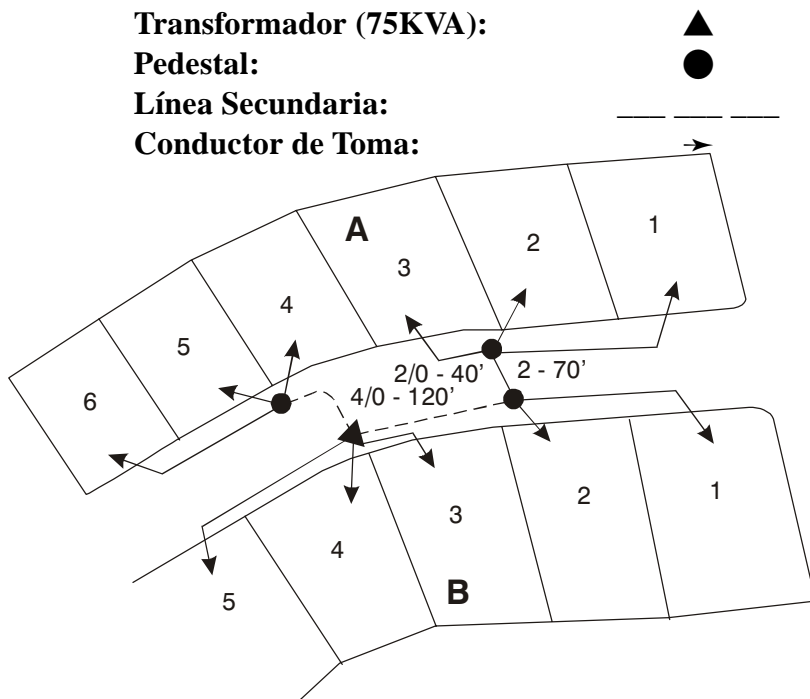 Transformador (75KVA):
Pedestal:
Línea Secundaria:
Conductor de Toma:
A
1
2
3
4
5
6
2/0 - 40' 2 - 70'
4/0 - 120'
1
2
3
4
5
B